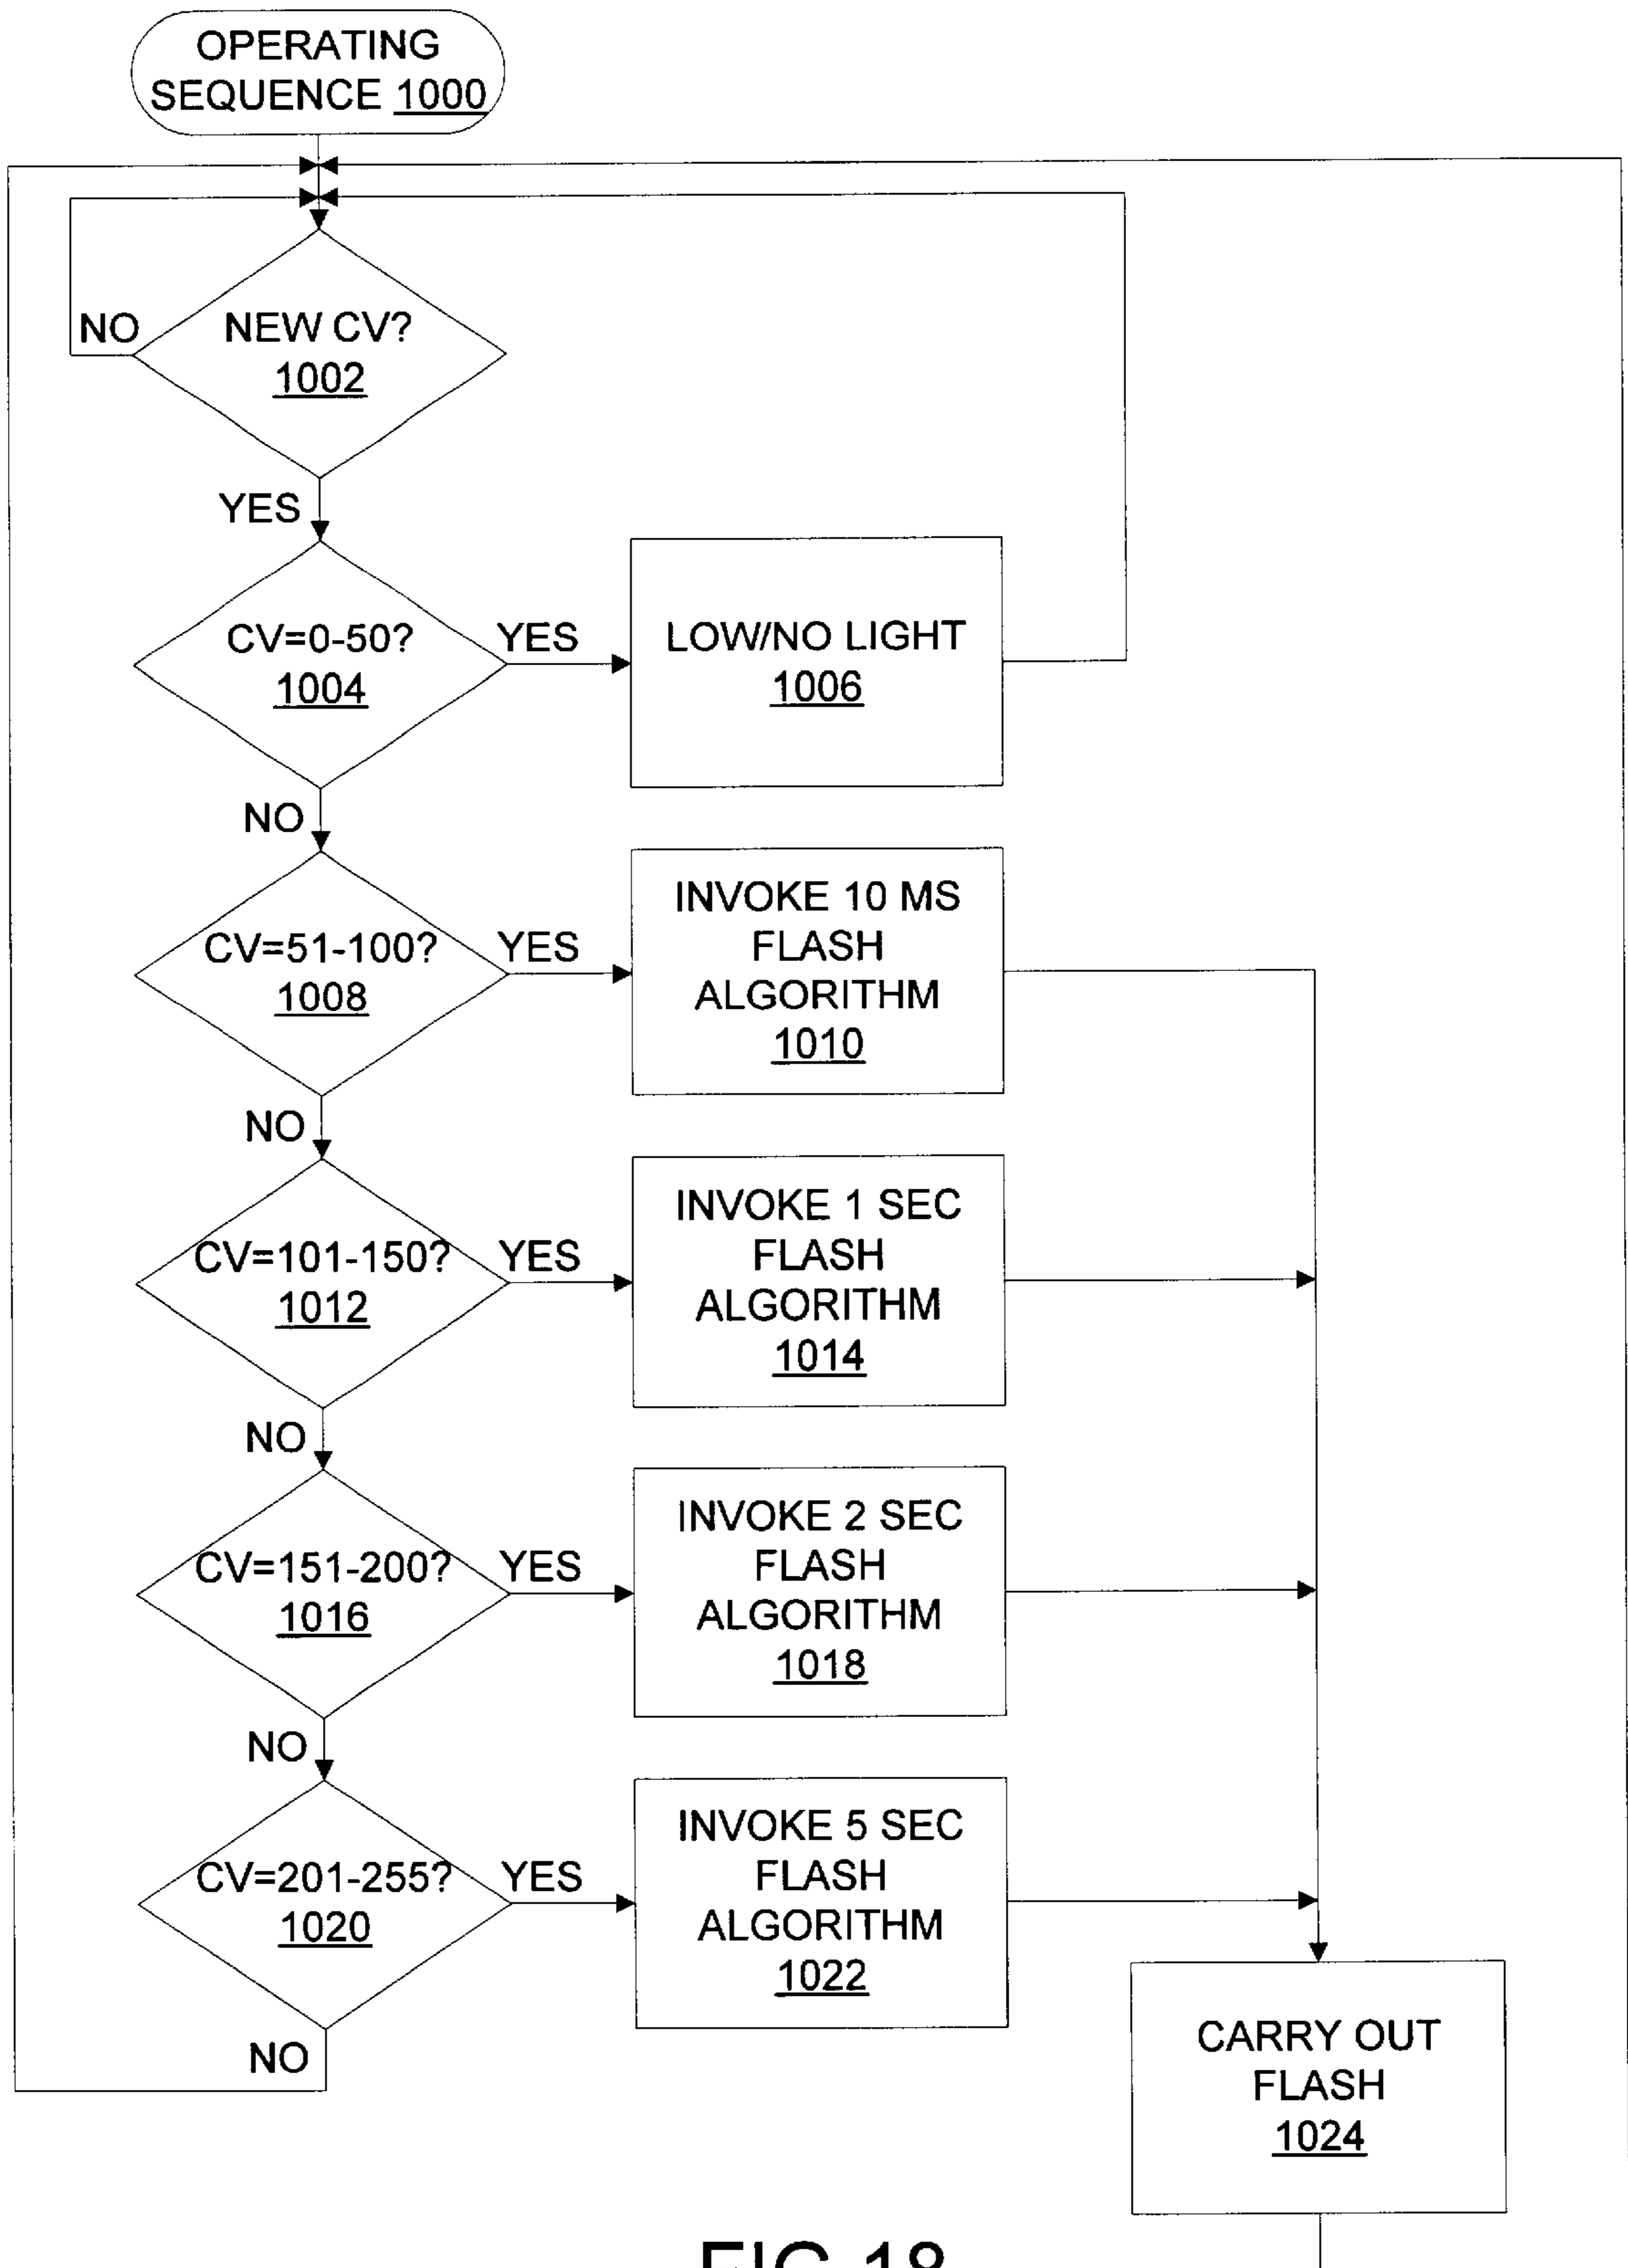 OPERATING
SEQUENCE 1000
NO
NEW CV?
1002
YES
CV=0-50?
1004
YES
LOW/NO LIGHT
1006
NO
CV=51-100?
1008
YES
INVOKE 10 MS
FLASH
ALGORITHM
1010
NO
CV=101-150?
1012
YES
INVOKE 1 SEC
FLASH
ALGORITHM
1014
NO
CV=151-200?
1016
YES
INVOKE 2 SEC
FLASH
ALGORITHM
1018
NO
CV=201-255?
1020
YES
INVOKE 5 SEC
FLASH
ALGORITHM
1022
NO
CARRY OUT
FLASH
1024
FIG 18